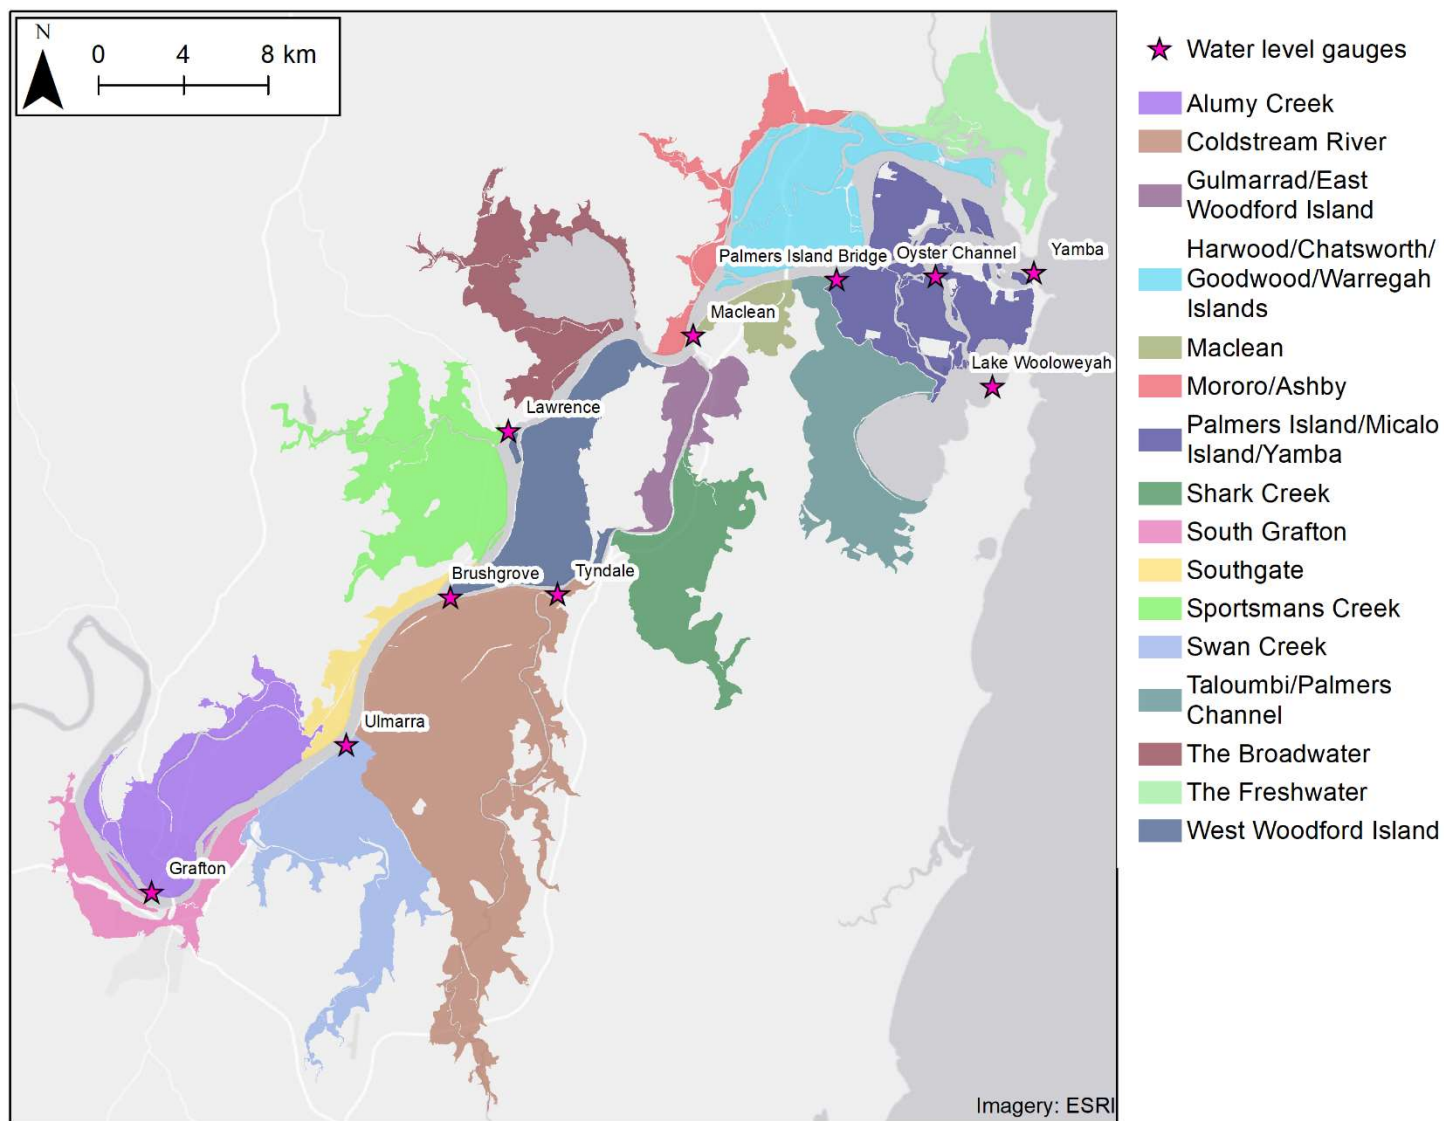 N
0 4 8 km
Palmers Island Bridge
Oyster Channel
Yamba
Maclean
Lake Wooloweyah
Lawrence
Brushgrove
Tyndale
Ulmarra
Grafton
Imagery: ESRI
Water level gauges
Alumy Creek
Coldstream River
Gulmarrad/East
Woodford Island
Harwood/Chatsworth/
Goodwood/Warregah
Islands
Maclean
Mororo/Ashby
Palmers Island/Micalo
Island/Yamba
Shark Creek
South Grafton
Southgate
Sportsmans Creek
Swan Creek
Taloumbi/Palmers
Channel
The Broadwater
The Freshwater
West Woodford Island